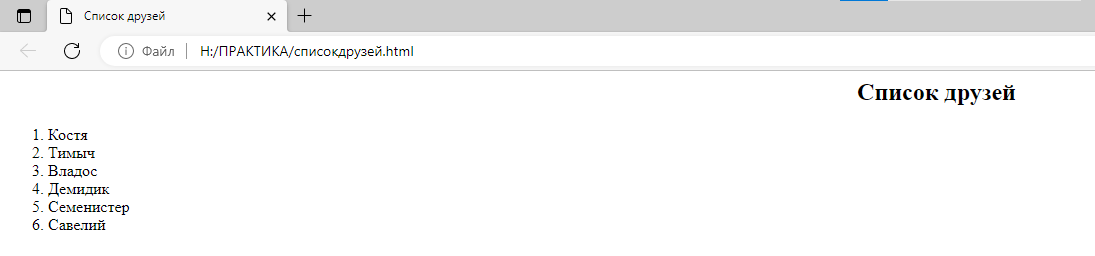 Список друзей
Файл H:/ПРАКТИКА/списокдрузей.html
Список друзей
1. Костя
2. Тимыч
3. Владос
4. Демидик
5. Семенистер
6. Савелий